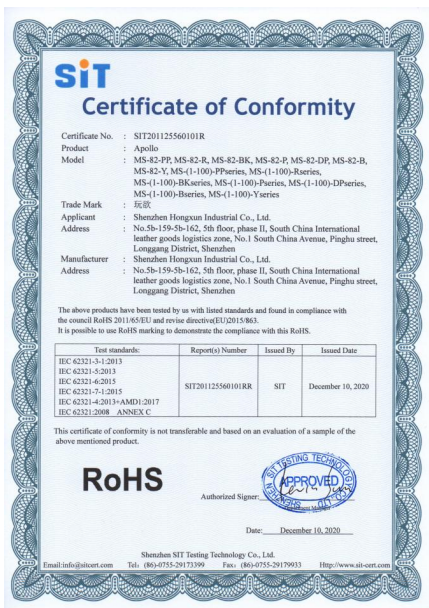 SiT
Certificate of Conformity
Certificate No. : SIT201125560101R
Product : Apollo
Model : MS-82-PP, MS-82-R, MS-82-BK, MS-82-P, MS-82-DP, MS-82-B,
MS-82-Y, MS-(1-100)-PPseries, MS-(1-100)-Rseries,
MS-(1-100)-BKseries, MS-(1-100)-Pseries, MS-(1-100)-DPseries,
MS-(1-100)-Bseries, MS-(1-100)-Yseries
Trade Mark : 玩欲
Applicant : Shenzhen Hongxun Industrial Co., Ltd.
Address : No.5b-159-5b-162, 5th floor, phase II, South China International
leather goods logistics zone, No.1 South China Avenue, Pinghu street,
Longgang District, Shenzhen
Manufacturer : Shenzhen Hongxun Industrial Co., Ltd.
Address : No.5b-159-5b-162, 5th floor, phase II, South China International
leather goods logistics zone, No.1 South China Avenue, Pinghu street,
Longgang District, Shenzhen
The above products have been tested by us with listed standards and found in compliance with
the council RoHS 2011/65/EU and revise directive(EU)2015/863.
It is possible to use RoHS marking to demonstrate the compliance with this RoHS.
Test standards: Report(s) Number Issued By Issued Date
IEC 62321-3-1:2013
IEC 62321-5:2013
IEC 62321-6:2015
IEC 62321-7-1:2015
IEC 62321-4:2013+AMD1:2017
IEC 62321:2008 ANNEX C
SIT201125560101RR SIT December 10, 2020
This certificate of conformity is not transferable and based on an evaluation of a sample of the
above mentioned product.
RoHS
SIT TESTING TECHNOLOGY
APPROVED
Authorized Signer:
Date: December 10, 2020
Shenzhen SIT Testing Technology Co., Ltd.
Email:info@sitcert.com Tel: (86)-0755-29173399 Fax: (86)-0755-29179933 Http://www.sit-cert.com